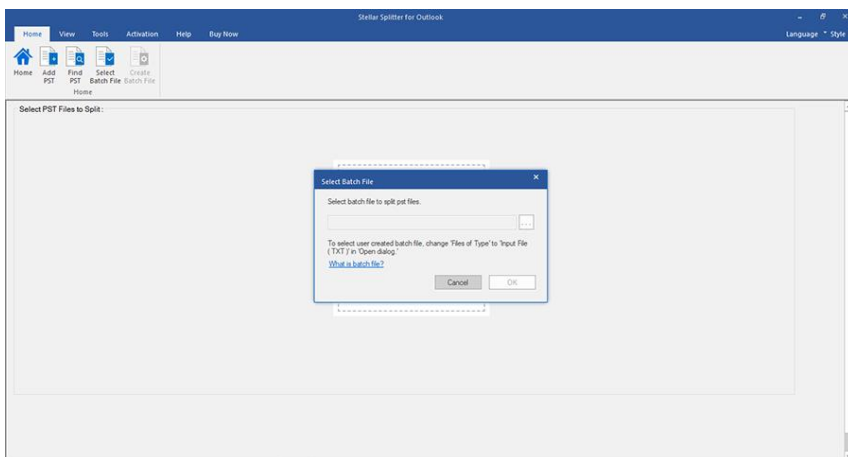 Stellar Splitter for Outlook
Home View Tools Activation Help Buy Now
Language Style
Home Add PST Find PST Select Batch File Create Batch File
Home
Select PST Files to Split :
Select Batch File
Select batch file to split pst files.
...
To select user created batch file, change 'Files of Type' to 'Input File
( TXT )' in 'Open dialog.'
What is batch file?
Cancel OK